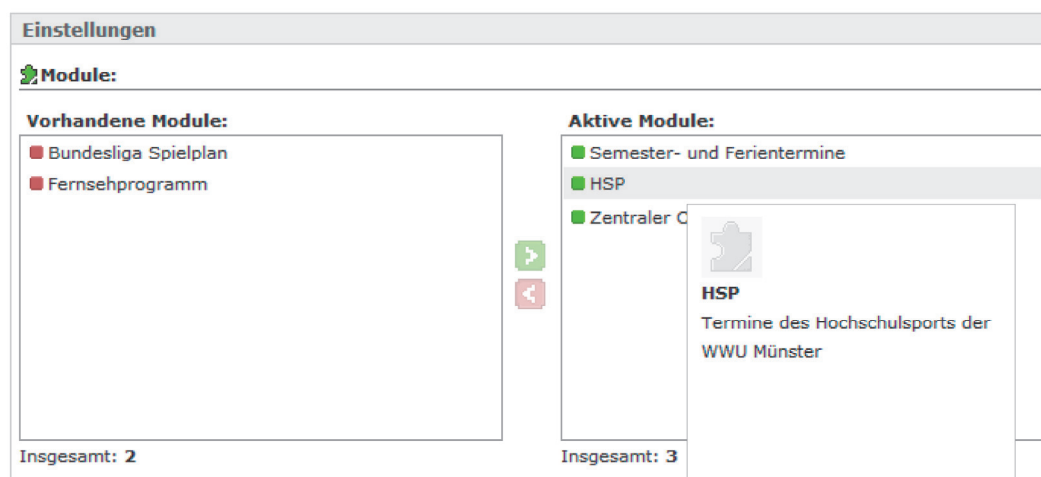 Einstellungen
Module:
Vorhandene Module:
Bundesliga Spielplan
Fernsehprogramm
Insgesamt: 2
Aktive Module:
Semester- und Ferientermine
HSP
Zentraler
HSP
Termine des Hochschulsports der
WWU Münster
Insgesamt: 3